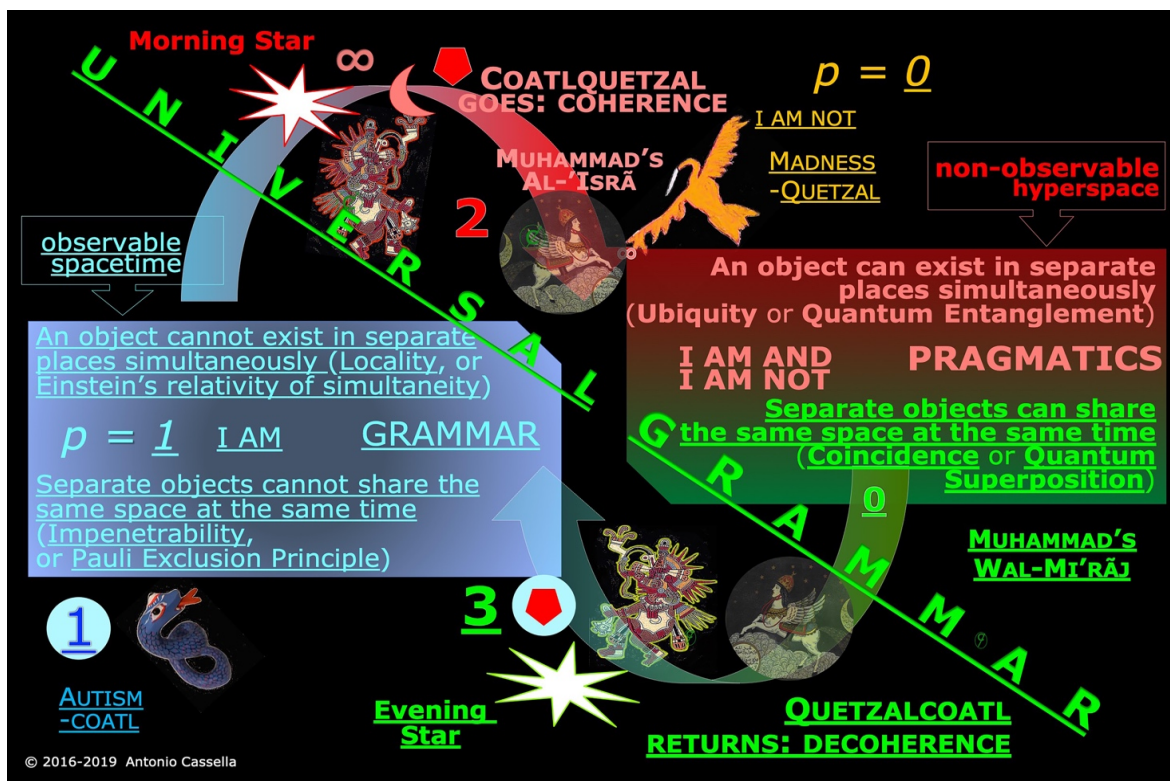 Morning Star
∞
COATLQUETZAL
GOES: COHERENCE
p = 0
I AM NOT
MADNESS
-QUETZAL
UNIVERSAL GRAMMAR
MUHAMMAD'S
AL-'ISRÃ
2
∞
non-observable
hyperspace
observable
spacetime
An object can exist in separate
places simultaneously
(Ubiquity or Quantum Entanglement)
I AM AND
I AM NOT
PRAGMATICS
Separate objects can share
the same space at the same time
(Coincidence or Quantum
Superposition)
An object cannot exist in separate
places simultaneously (Locality, or
Einstein's relativity of simultaneity)
p = 1 I AM GRAMMAR
Separate objects cannot share the
same space at the same time
(Impenetrability,
or Pauli Exclusion Principle)
0
MUHAMMAD'S
WAL-MI'RÃJ
1
AUTISM
-COATL
3
Evening
Star
QUETZALCOATL
RETURNS: DECOHERENCE
© 2016-2019 Antonio Cassella